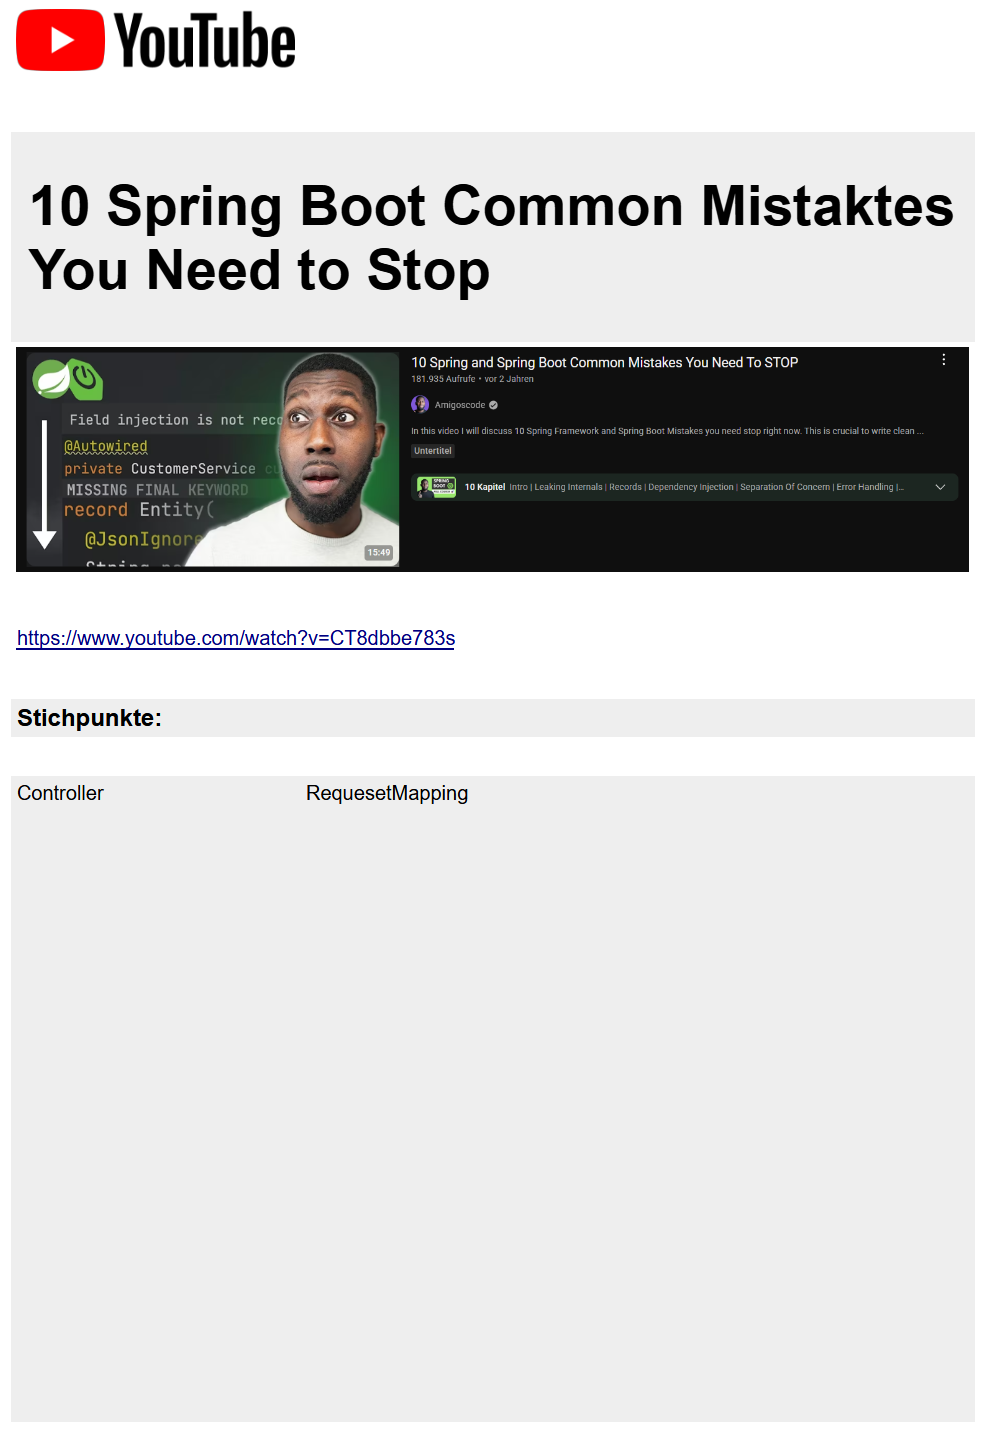 YouTube
10 Spring Boot Common Mistaktes
You Need to Stop
Field injection is not rec
@Autowired
private CustomerService cu
MISSING FINAL KEYWORD
record Entity(
@JsonIgnore
15:49
10 Spring and Spring Boot Common Mistakes You Need To STOP
181.935 Aufrufe • vor 2 Jahren
Amigoscode
In this video I will discuss 10 Spring Framework and Spring Boot Mistakes you need stop right now. This is crucial to write clean ...
Untertitel
SPRING
BOOT
10 Kapitel Intro | Leaking Internals | Records | Dependency Injection | Separation Of Concern | Error Handling |...
https://www.youtube.com/watch?v=CT8dbbe783s
Stichpunkte:
Controller RequesetMapping